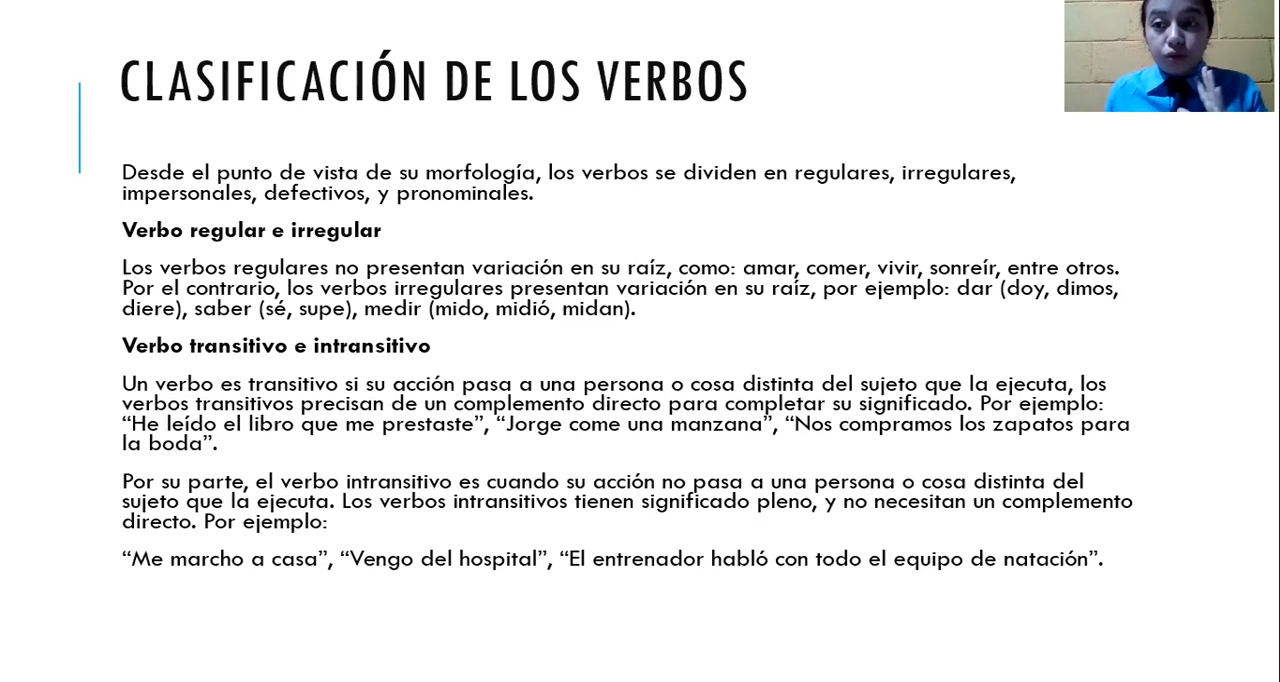 CLASIFICACIÓN DE LOS VERBOS
Desde el punto de vista de su morfología, los verbos se dividen en regulares, irregulares,
impersonales, defectivos, y pronominales.
Verbo regular e irregular
Los verbos regulares no presentan variación en su raíz, como: amar, comer, vivir, sonreír, entre otros.
Por el contrario, los verbos irregulares presentan variación en su raíz, por ejemplo: dar (doy, dimos,
diere), saber (sé, supe), medir (mido, midió, midan).
Verbo transitivo e intransitivo
Un verbo es transitivo si su acción pasa a una persona o cosa distinta del sujeto que la ejecuta, los
verbos transitivos precisan de un complemento directo para completar su significado. Por ejemplo:
“He leído el libro que me prestaste”, “Jorge come una manzana”, “Nos compramos los zapatos para
la boda”.
Por su parte, el verbo intransitivo es cuando su acción no pasa a una persona o cosa distinta del
sujeto que la ejecuta. Los verbos intransitivos tienen significado pleno, y no necesitan un complemento
directo. Por ejemplo:
“Me marcho a casa”, “Vengo del hospital”, “El entrenador habló con todo el equipo de natación”.